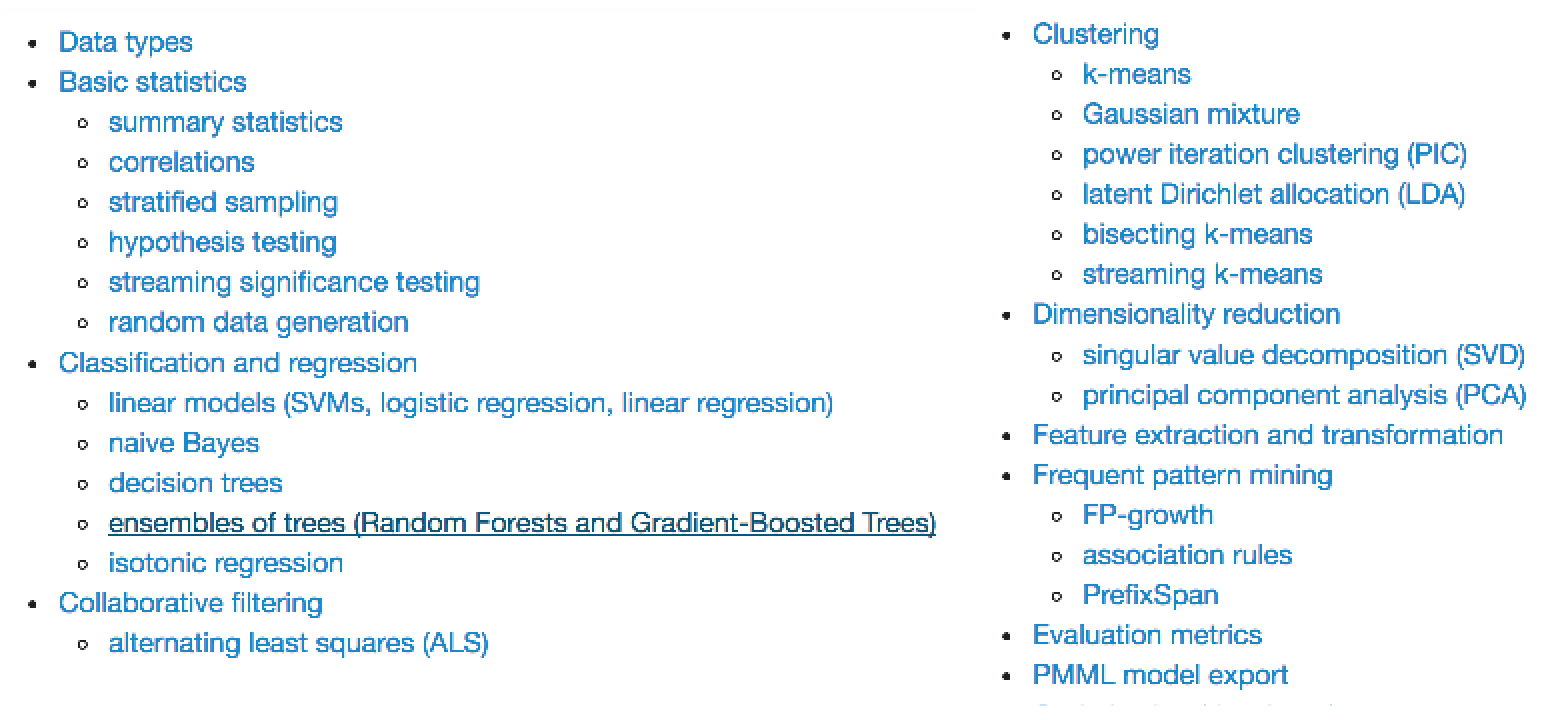 Data types
Basic statistics
summary statistics
correlations
stratified sampling
hypothesis testing
streaming significance testing
random data generation
Classification and regression
linear models (SVMs, logistic regression, linear regression)
naive Bayes
decision trees
ensembles of trees (Random Forests and Gradient-Boosted Trees)
isotonic regression
Collaborative filtering
alternating least squares (ALS)
Clustering
k-means
Gaussian mixture
power iteration clustering (PIC)
latent Dirichlet allocation (LDA)
bisecting k-means
streaming k-means
Dimensionality reduction
singular value decomposition (SVD)
principal component analysis (PCA)
Feature extraction and transformation
Frequent pattern mining
FP-growth
association rules
PrefixSpan
Evaluation metrics
PMML model export